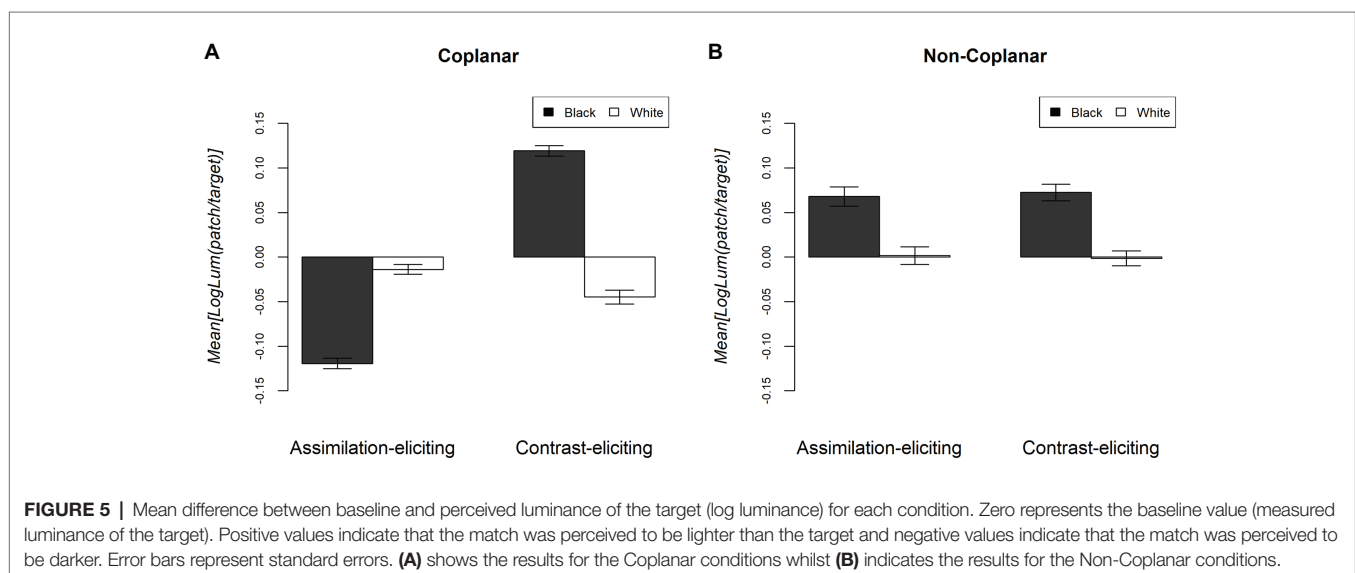 A
Coplanar
Black White
Mean[LogLum(patch/target)]
0.15
0.10
0.05
0.00
-0.05
-0.10
-0.15
Assimilation-eliciting Contrast-eliciting
B
Non-Coplanar
Black White
Mean[LogLum(patch/target)]
0.15
0.10
0.05
0.00
-0.05
-0.10
-0.15
Assimilation-eliciting Contrast-eliciting
FIGURE 5 | Mean difference between baseline and perceived luminance of the target (log luminance) for each condition. Zero represents the baseline value (measured
luminance of the target). Positive values indicate that the match was perceived to be lighter than the target and negative values indicate that the match was perceived to
be darker. Error bars represent standard errors. (A) shows the results for the Coplanar conditions whilst (B) indicates the results for the Non-Coplanar conditions.